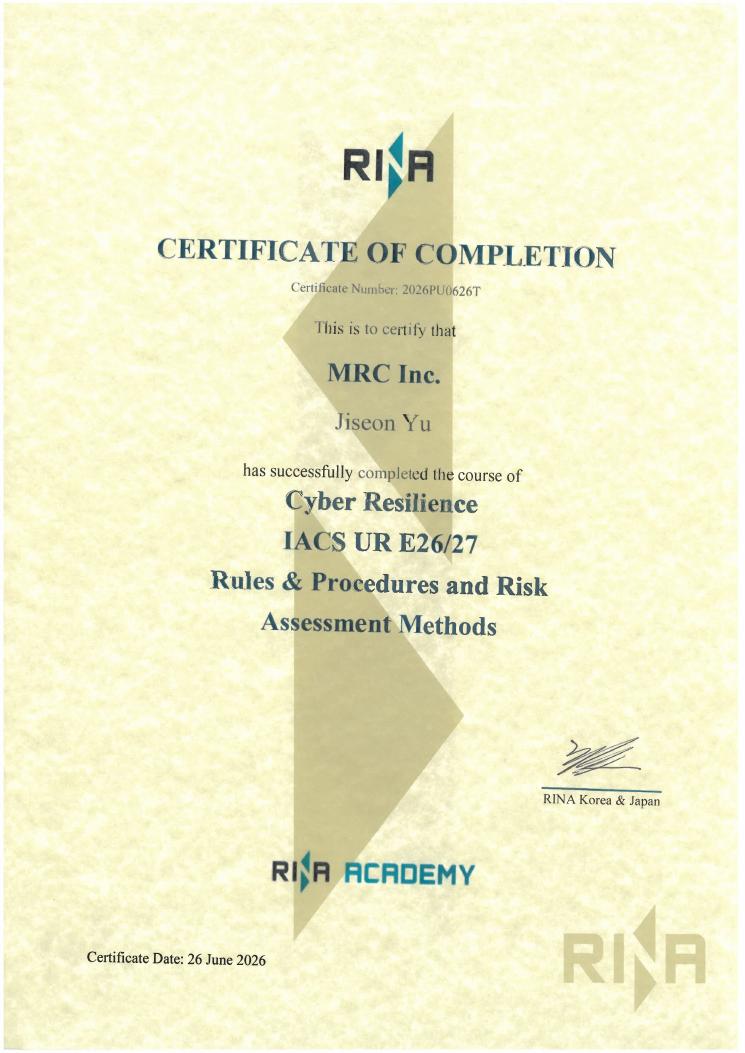 RINA
CERTIFICATE OF COMPLETION
Certificate Number: 2026PU0626T
This is to certify that
MRC Inc.
Jiseon Yu
has successfully completed the course of
Cyber Resilience
IACS UR E26/27
Rules & Procedures and Risk
Assessment Methods
RINA Korea & Japan
RINA ACADEMY
Certificate Date: 26 June 2026
RINA